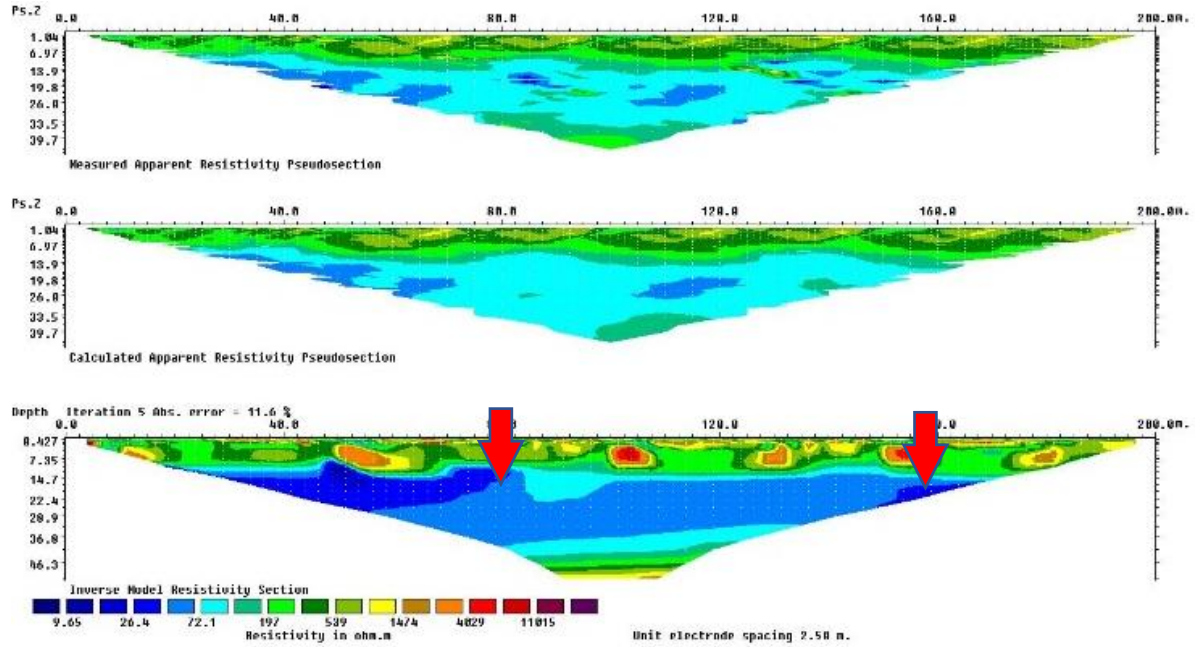 Ps.Z 0.0 40.0 80.0 120.0 160.0 200.0m.
1.04
6.97
13.9
19.8
26.8
33.5
39.7
Measured Apparent Resistivity Pseudosection
Ps.Z 0.0 40.0 80.0 120.0 160.0 200.0m.
1.04
6.97
13.9
19.8
26.8
33.5
39.7
Calculated Apparent Resistivity Pseudosection
Depth Iteration 5 Abs. error = 11.6 %
0.0 40.0 120.0 200.0m.
0.427
7.35
14.7
22.4
28.9
36.8
46.3
Inverse Model Resistivity Section
9.65 26.4 72.1 197 539 1474 4029 11015
Resistivity in ohm.m Unit electrode spacing 2.50 m.